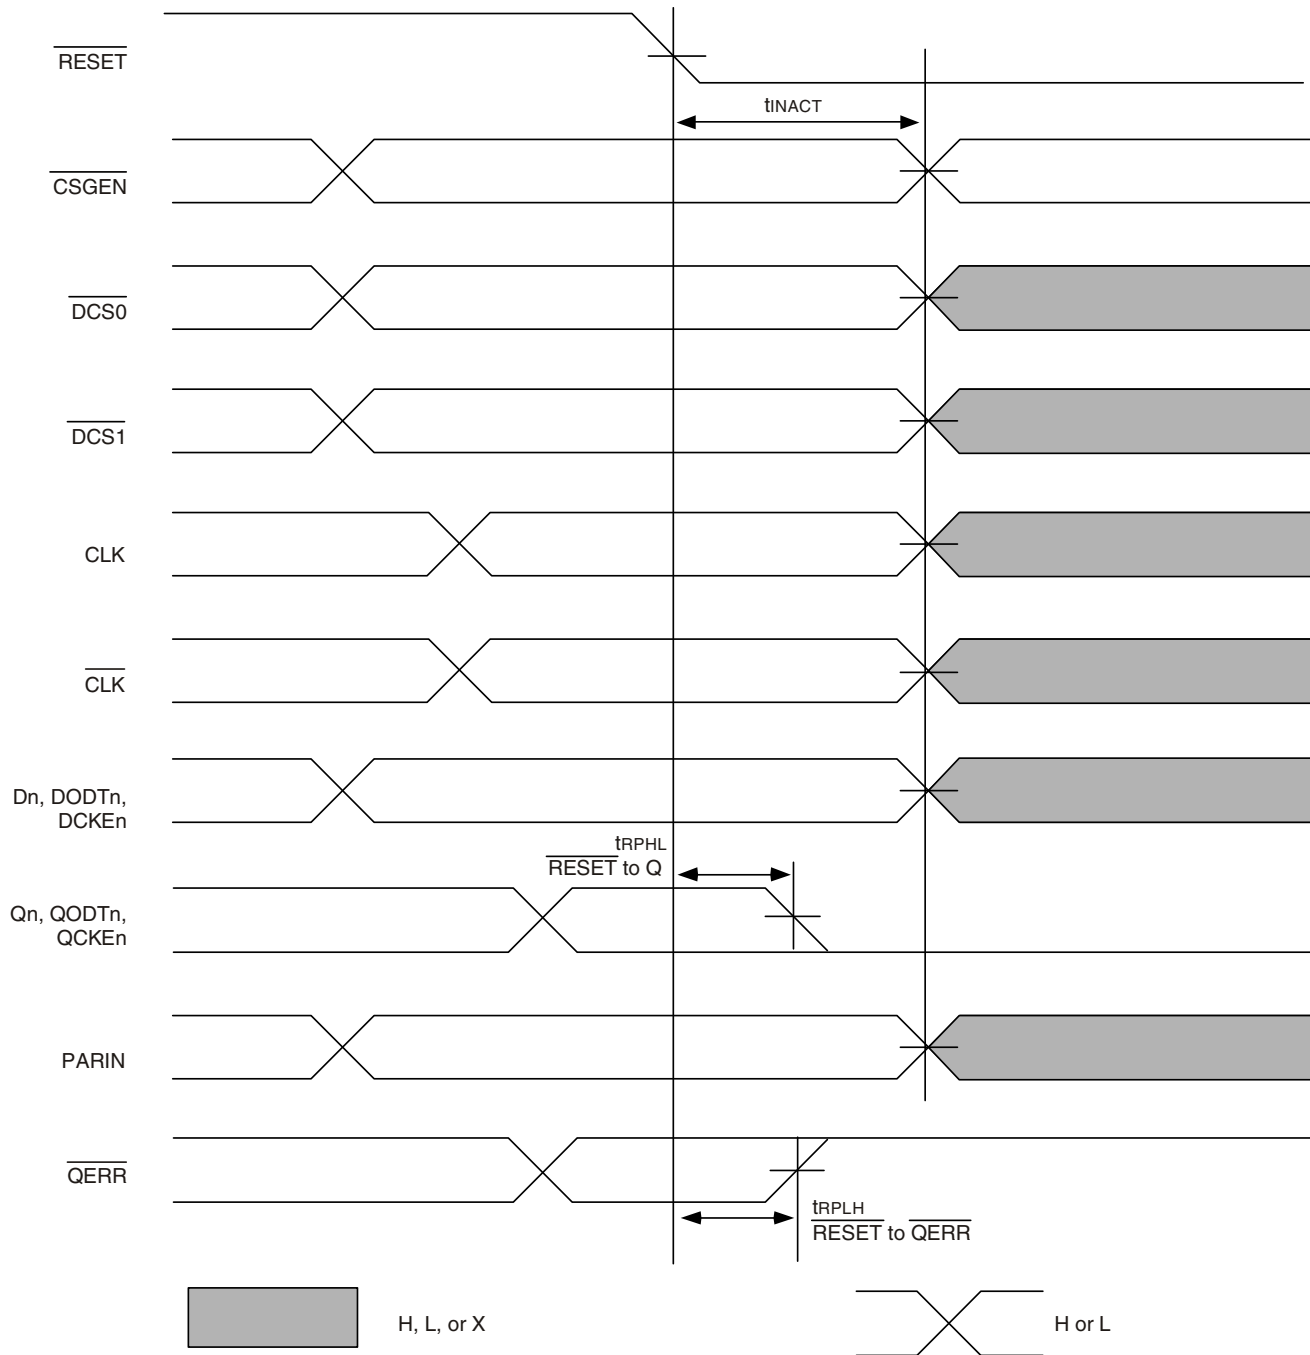 RESET
tINACT
CSGEN
DCS0
DCS1
CLK
CLK
Dn, DODTn,
DCKEn
tRPHL
RESET to Q
Qn, QODTn,
QCKEn
PARIN
QERR
tRPLH
RESET to QERR
H, L, or X
H or L